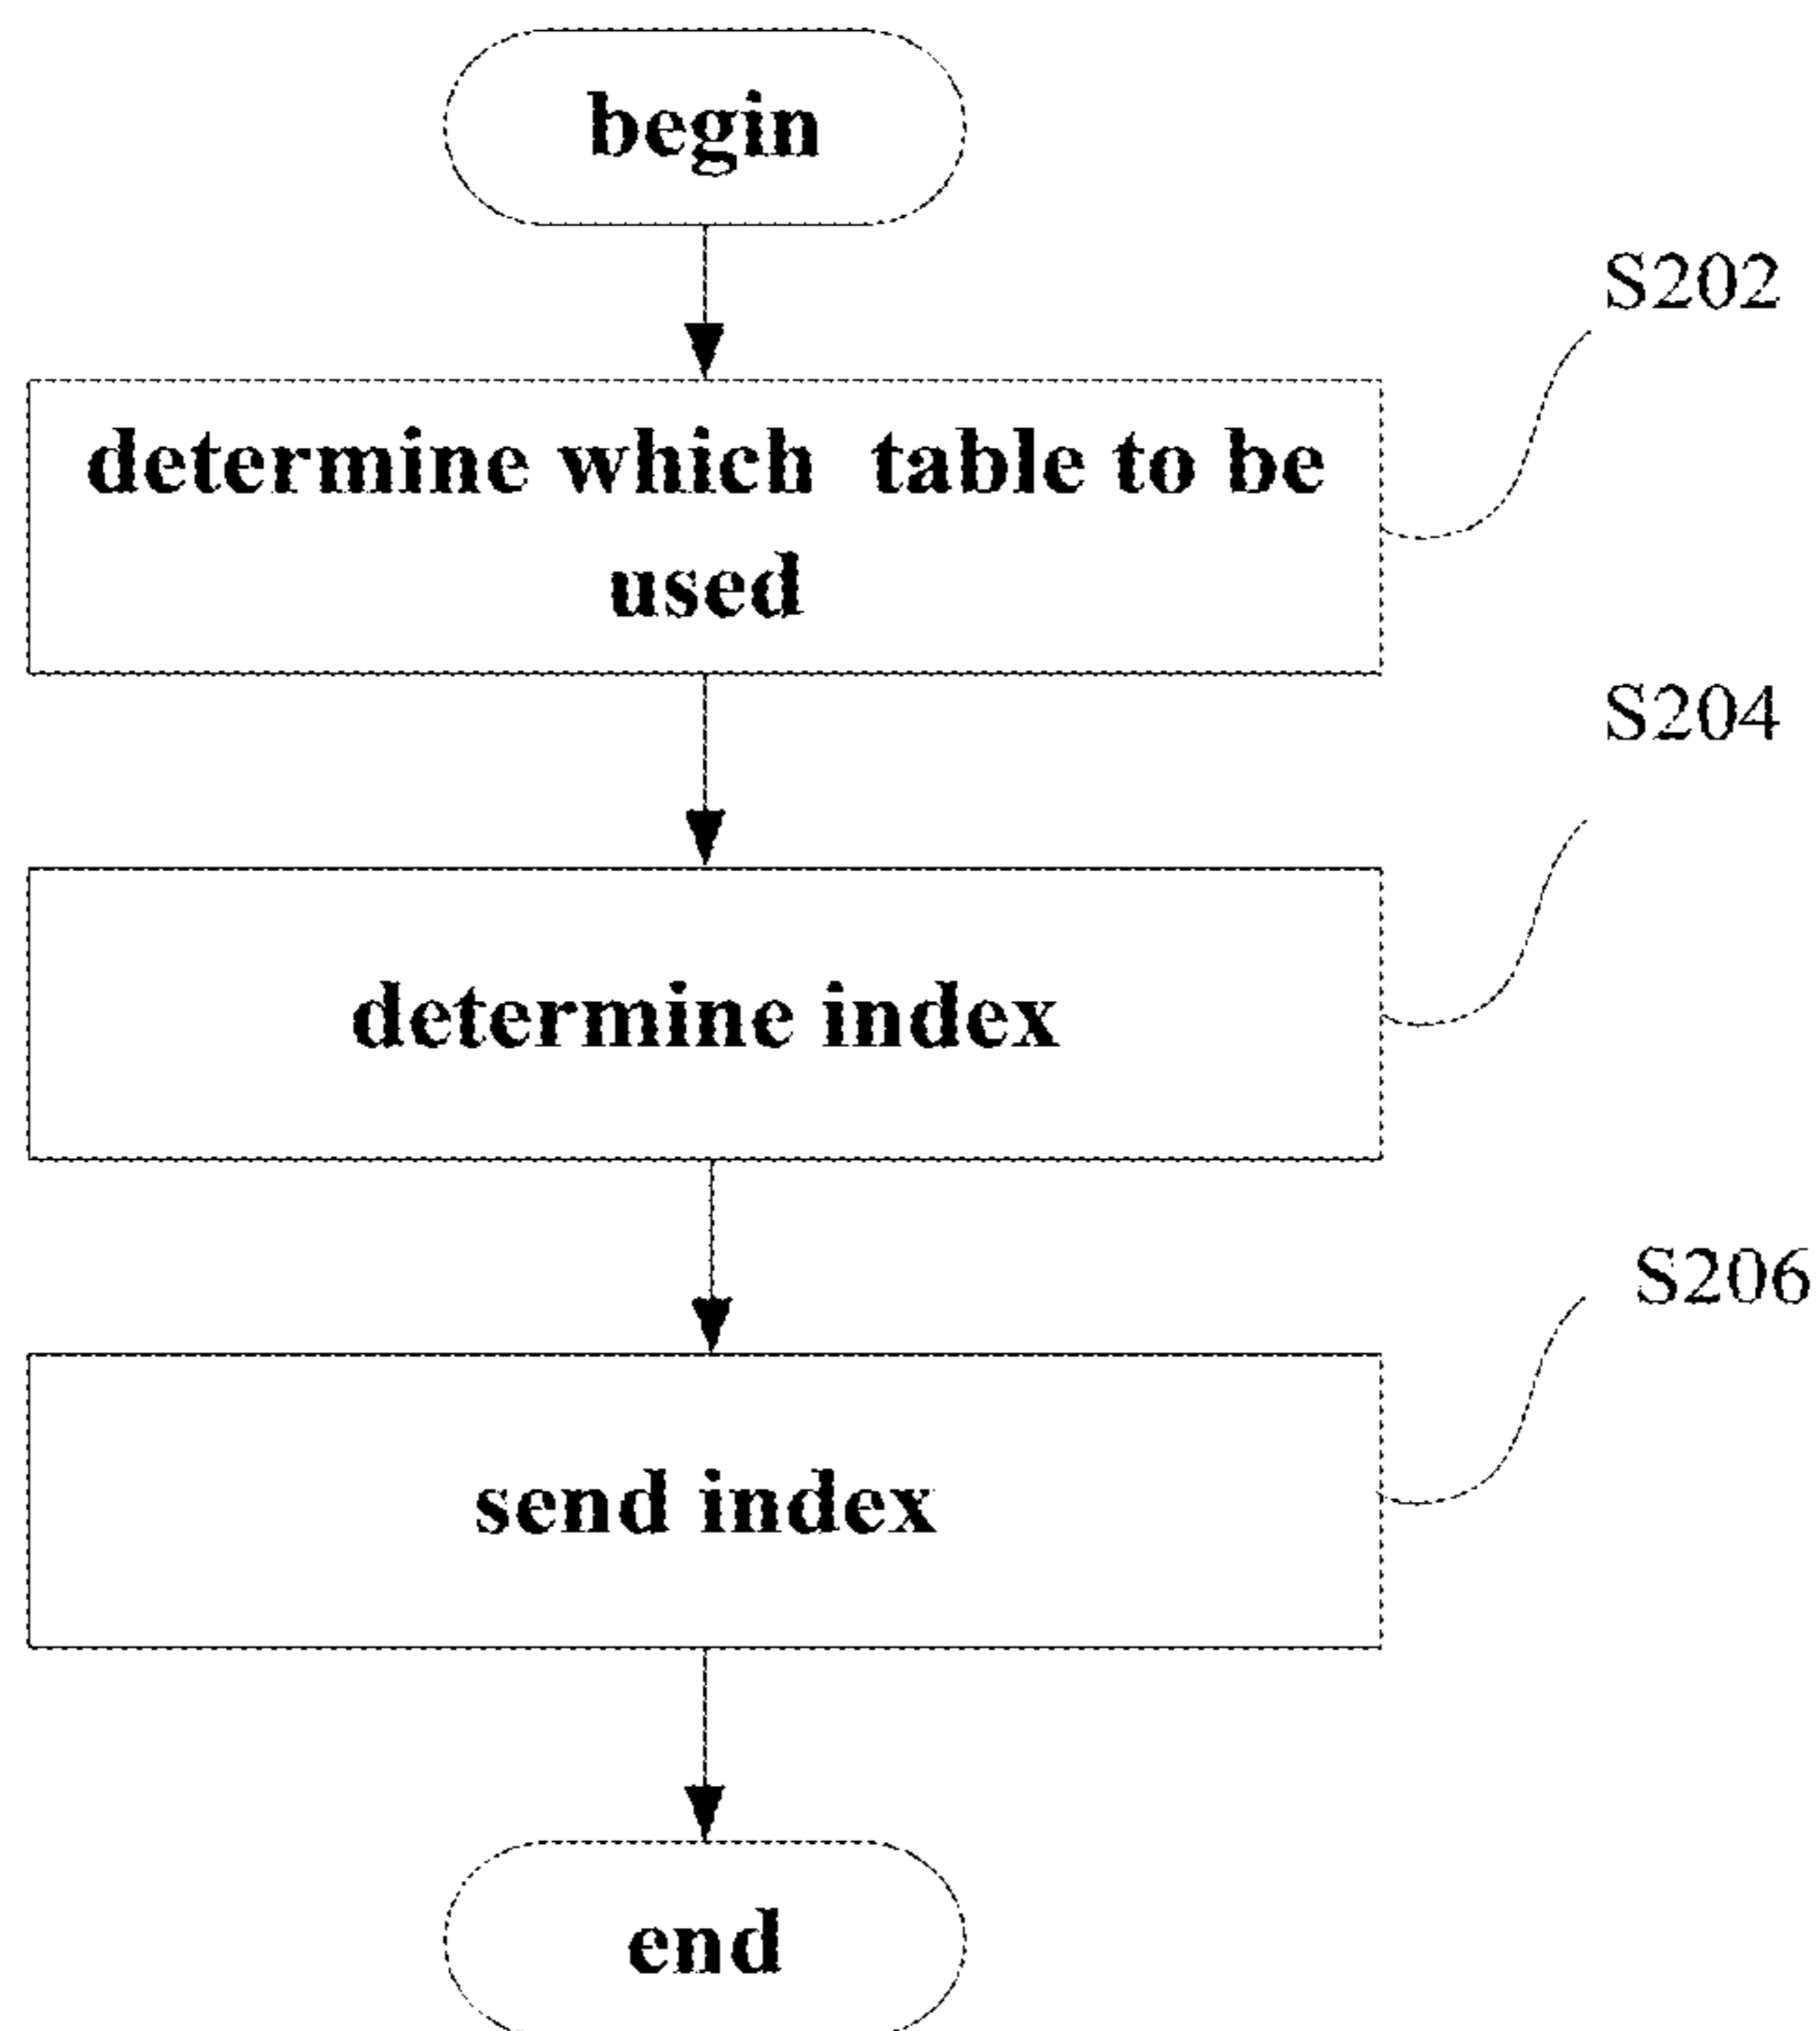 begin
S202
determine which table to be
used
S204
determine index
S206
send index
end